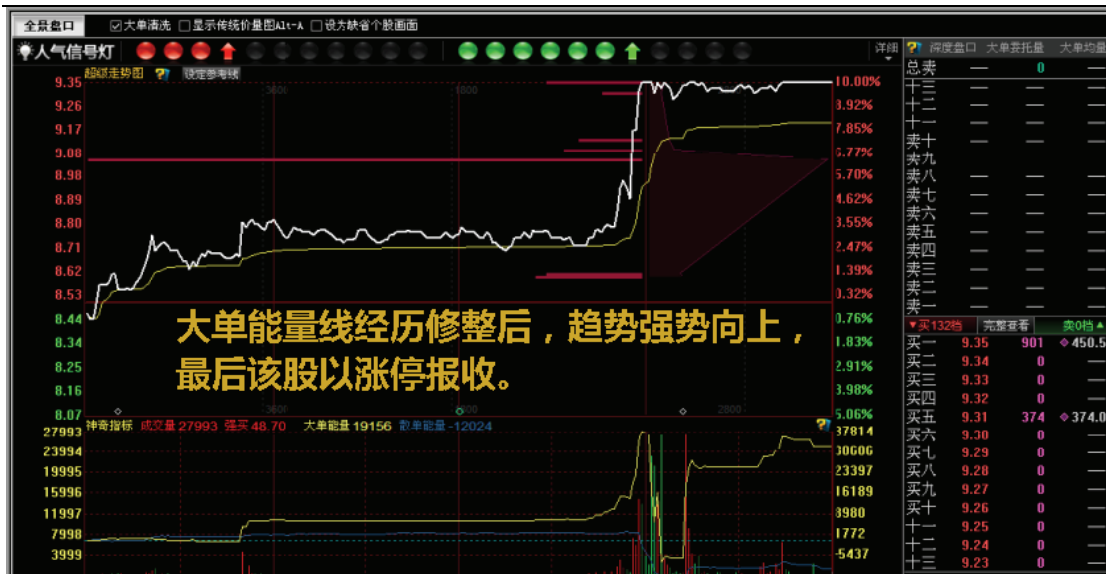 全景盘口 大单清洗 显示传统价量图Alt-A 设方缺省个股画面
人气信号灯 详细
深度盘口 大单委托量 大单均量
超级走势图 设定参考线
总卖 — 0 —
9.35 10.00%
9.26 8.92%
9.17 7.85%
9.08 6.77%
8.98 5.70%
8.89 4.62%
8.80 3.55%
8.71 2.47%
8.62 1.39%
8.53 0.32%
8.44 0.76%
8.34 1.83%
8.25 2.91%
8.16 3.98%
8.07 5.06%
3600 1800
大单能量线经历修整后，趋势强势向上，
最后该股以涨停报收。
3600 2800
神奇指标 成交量 27993 强买 48.70 大单能量 19156 散单能量 -12024
27993 37814
23994 30606
19995 23397
15996 16189
11997 8980
7998 1772
3999 -5437
十三 — — —
十二 — — —
十一 — — —
卖十 — — —
卖九 — — —
卖八 — — —
卖七 — — —
卖六 — — —
卖五 — — —
卖四 — — —
卖三 — — —
卖二 — — —
卖一 — — —
▼买132档 完整查看 卖0档▲
买一 9.35 901 ◇450.5
买二 9.34 0 —
买三 9.33 0 —
买四 9.32 0 —
买五 9.31 374 ◇374.0
买六 9.30 0 —
买七 9.29 0 —
买八 9.28 0 —
买九 9.27 0 —
买十 9.26 0 —
十一 9.25 0 —
十二 9.24 0 —
十三 9.23 0 —